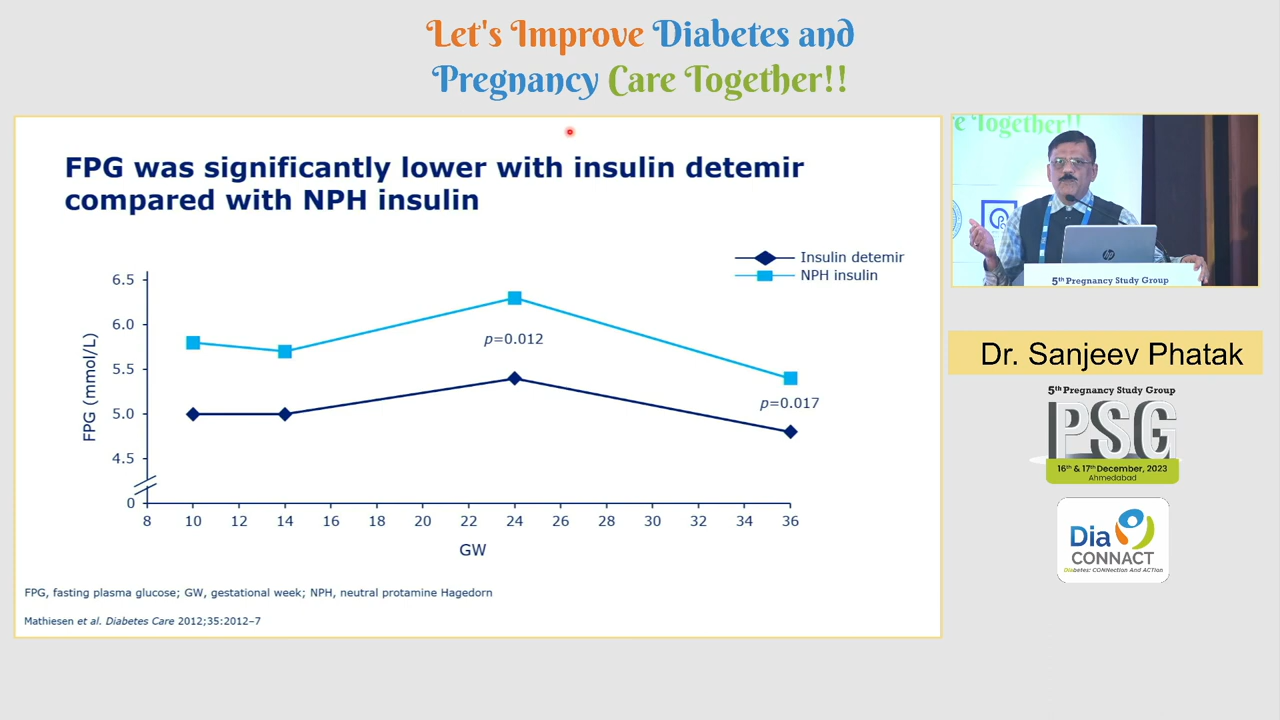 Let's Improve Diabetes and
Pregnancy Care Together!!
FPG was significantly lower with insulin detemir
compared with NPH insulin
Insulin detemir
NPH insulin
6.5
6.0
5.5
5.0
4.5
0
FPG (mmol/L)
p=0.012
p=0.017
8 10 12 14 16 18 20 22 24 26 28 30 32 34 36
GW
FPG, fasting plasma glucose; GW, gestational week; NPH, neutral protamine Hagedorn
Mathiesen et al. Diabetes Care 2012;35:2012–7
e Together!!
hp
5th Pregnancy Study Group
Dr. Sanjeev Phatak
5th Pregnancy Study Group
PSG
16th & 17th December, 2023
Ahmedabad
Dia
CONNACT
Diabetes: CONNection And ACTion